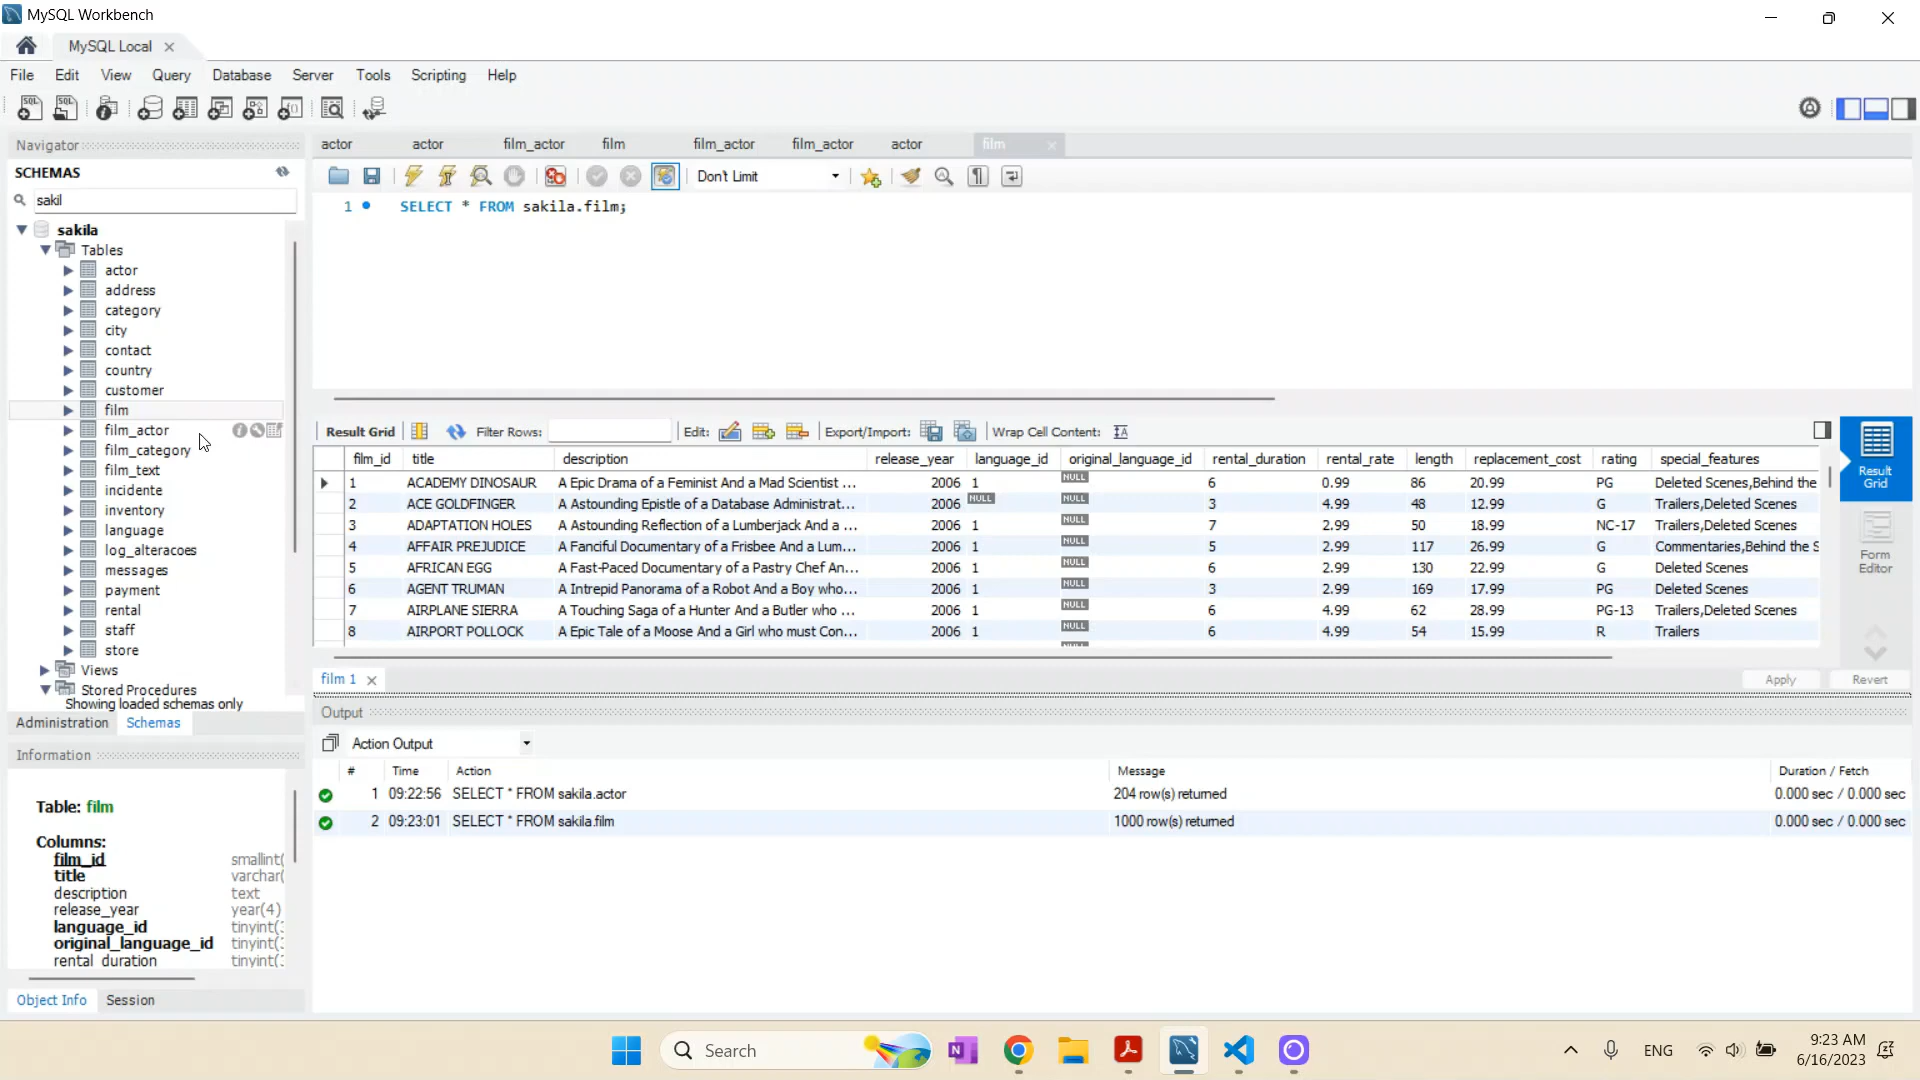 MySQL Workbench
MySQL Local
File Edit View Query Database Server Tools Scripting Help
Navigator
SCHEMAS
sakil
sakila
Tables
actor
address
category
city
contact
country
customer
film
film_actor
film_category
film_text
incidente
inventory
language
log_alteracoes
messages
payment
rental
staff
store
Views
Stored Procedures
Showing loaded schemas only
Administration Schemas
Information
Table: film
Columns:
film_id smallint(
title varchar(
description text
release_year year(4)
language_id tinyint(
original_language_id tinyint(
rental_duration tinyint(
Object Info Session
actor actor film_actor film film_actor film_actor actor film
Don't Limit
1 SELECT * FROM sakila.film;
Result Grid Filter Rows: Edit: Export/Import: Wrap Cell Content:
film_id title description release_year language_id original_language_id rental_duration rental_rate length replacement_cost rating special_features
1 ACADEMY DINOSAUR A Epic Drama of a Feminist And a Mad Scientist ... 2006 1 NULL 6 0.99 86 20.99 PG Deleted Scenes,Behind the
2 ACE GOLDFINGER A Astounding Epistle of a Database Administrat... 2006 NULL NULL 3 4.99 48 12.99 G Trailers,Deleted Scenes
3 ADAPTATION HOLES A Astounding Reflection of a Lumberjack And a ... 2006 1 NULL 7 2.99 50 18.99 NC-17 Trailers,Deleted Scenes
4 AFFAIR PREJUDICE A Fanciful Documentary of a Frisbee And a Lum... 2006 1 NULL 5 2.99 117 26.99 G Commentaries,Behind the S
5 AFRICAN EGG A Fast-Paced Documentary of a Pastry Chef An... 2006 1 NULL 6 2.99 130 22.99 G Deleted Scenes
6 AGENT TRUMAN A Intrepid Panorama of a Robot And a Boy who... 2006 1 NULL 3 2.99 169 17.99 PG Deleted Scenes
7 AIRPLANE SIERRA A Touching Saga of a Hunter And a Butler who ... 2006 1 NULL 6 4.99 62 28.99 PG-13 Trailers,Deleted Scenes
8 AIRPORT POLLOCK A Epic Tale of a Moose And a Girl who must Con... 2006 1 NULL 6 4.99 54 15.99 R Trailers
Result
Grid
Form
Editor
film 1 Apply Revert
Output
Action Output
# Time Action Message Duration / Fetch
1 09:22:56 SELECT * FROM sakila.actor 204 row(s) returned 0.000 sec / 0.000 sec
2 09:23:01 SELECT * FROM sakila.film 1000 row(s) returned 0.000 sec / 0.000 sec
Search
ENG
9:23 AM
6/16/2023